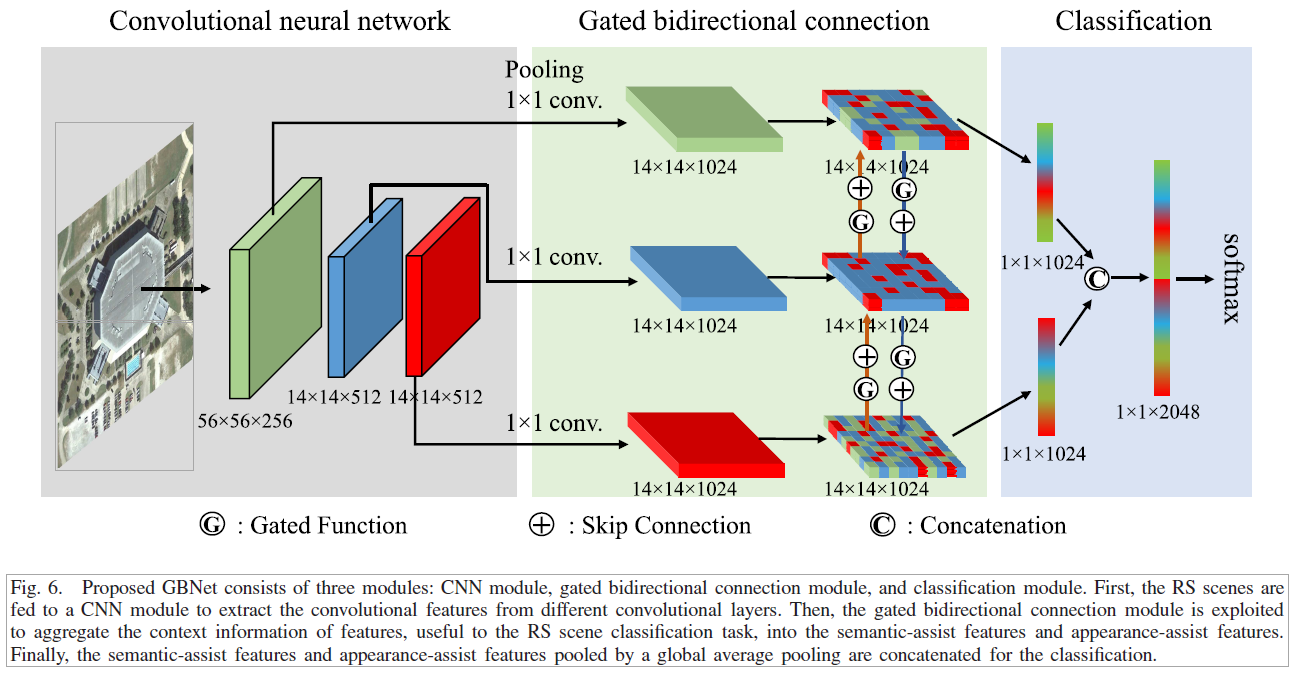 Convolutional neural network
Gated bidirectional connection
Classification
Pooling
1×1 conv.
14×14×1024
14×14×1024
1×1×1024
1×1 conv.
14×14×1024
14×14×1024
C
softmax
56×56×256
14×14×512
14×14×512
G
G
G
G
1×1×2048
1×1 conv.
14×14×1024
14×14×1024
1×1×1024
G : Gated Function
+ : Skip Connection
C : Concatenation
Fig. 6. Proposed GBNet consists of three modules: CNN module, gated bidirectional connection module, and classification module. First, the RS scenes are
fed to a CNN module to extract the convolutional features from different convolutional layers. Then, the gated bidirectional connection module is exploited
to aggregate the context information of features, useful to the RS scene classification task, into the semantic-assist features and appearance-assist features.
Finally, the semantic-assist features and appearance-assist features pooled by a global average pooling are concatenated for the classification.